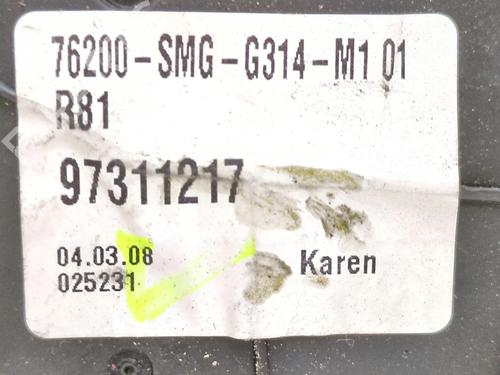 76200-SMG-G314-M1 01
R81
97311217
04.03.08
025231
Karen